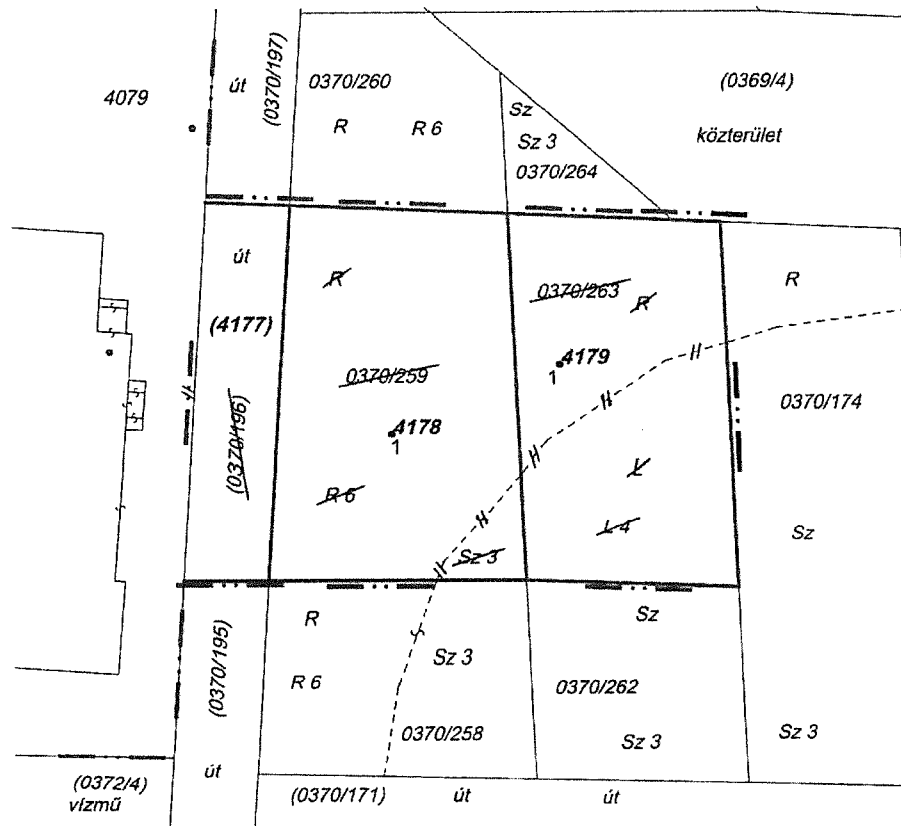 4079
út
(0370/197)
0370/260
R
R 6
Sz
Sz 3
0370/264
(0369/4)
közterület
út
(4177)
(0370/196)
R
0370/259
4178
1
R 6
Sz 3
0370/263
R
4179
1
L
L 4
R
0370/174
Sz
Sz 3
(0370/195)
út
R
R 6
Sz 3
0370/258
Sz
0370/262
Sz 3
(0372/4)
vízmű
(0370/171)
út
út